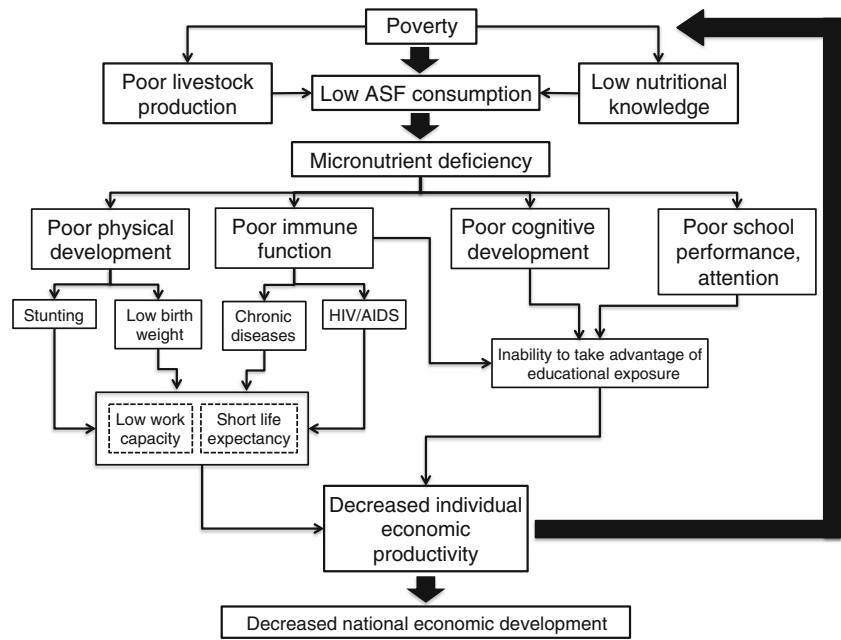 Poverty
Poor livestock
production
Low ASF consumption
Low nutritional
knowledge
Micronutrient deficiency
Poor physical
development
Poor immune
function
Poor cognitive
development
Poor school
performance,
attention
Stunting
Low birth
weight
Chronic
diseases
HIV/AIDS
Inability to take advantage of
educational exposure
Low work
capacity
Short life
expectancy
Decreased individual
economic
productivity
Decreased national economic development